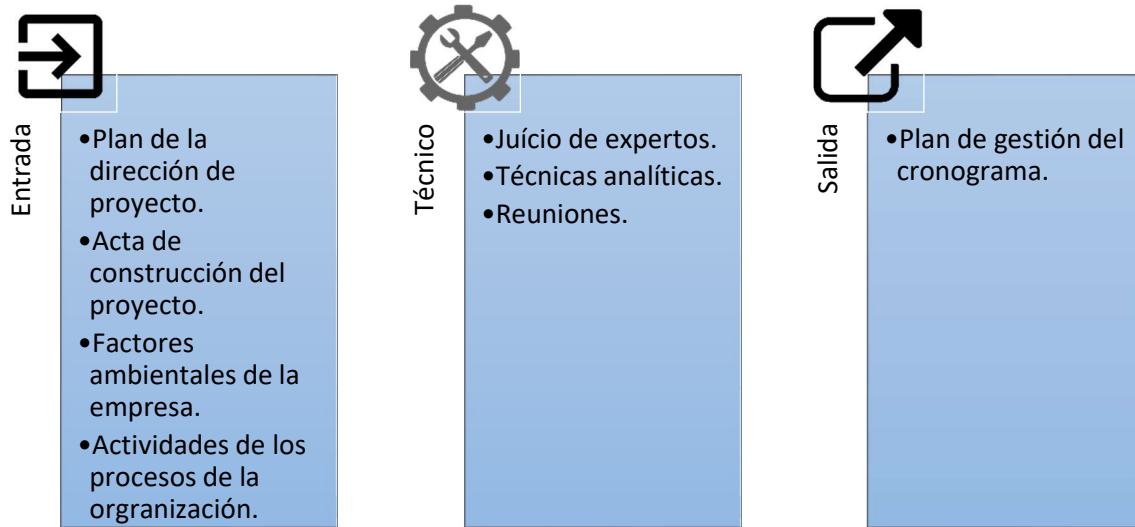 Entrada
•Plan de la
dirección de
proyecto.
•Acta de
construcción del
proyecto.
•Factores
ambientales de la
empresa.
•Actividades de los
procesos de la
orgranización.
Técnico
•Juício de expertos.
•Técnicas analíticas.
•Reuniones.
Salida
•Plan de gestión del
cronograma.